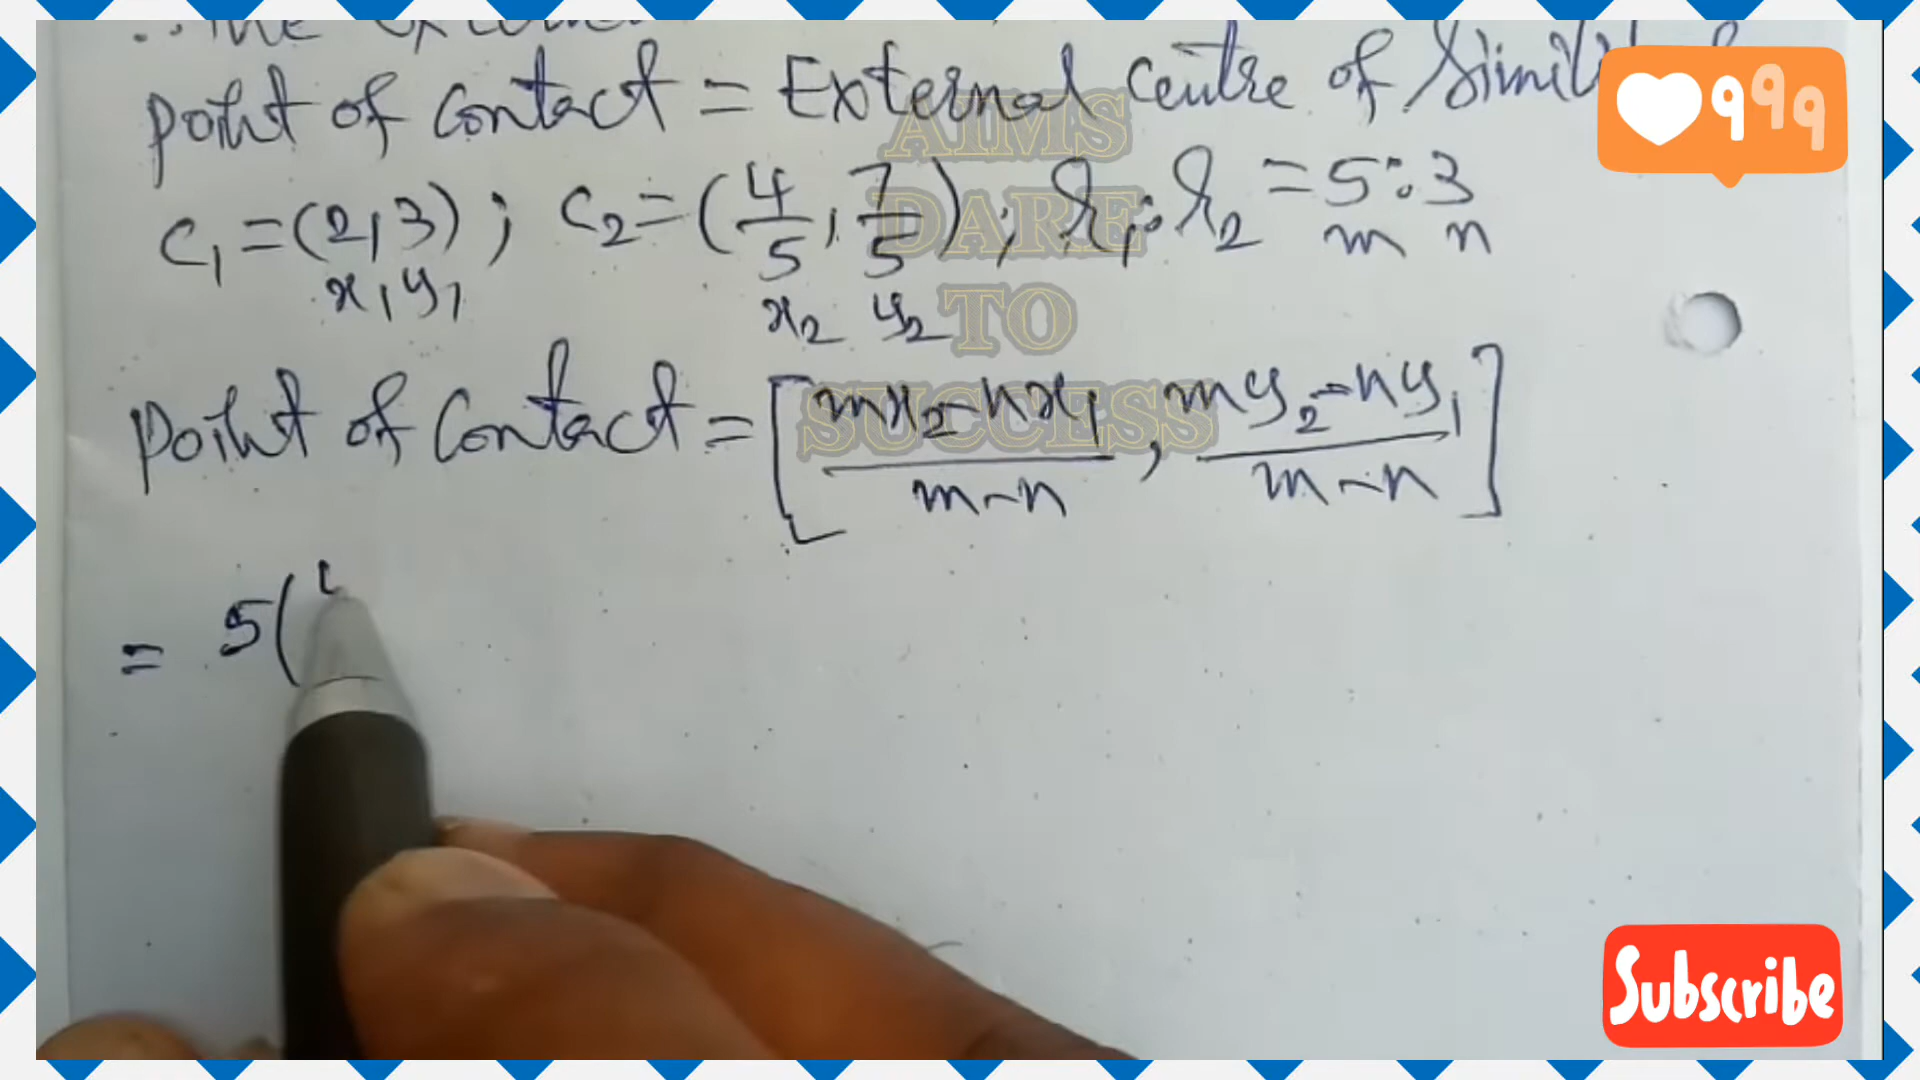 ∴ The
Point of Contact = External Centre of
C₁ = (2, 3) ; C₂ = (4/5, 7/5) ; r₁ : r₂ = 5 : 3
x₁ y₁ x₂ y₂ m n
Point of Contact = [(mx₂ - nx₁)/(m - n), (my₂ - ny₁)/(m - n)]
= 5(
AIMS
DARE
TO
SUCCESS
999
Subscribe